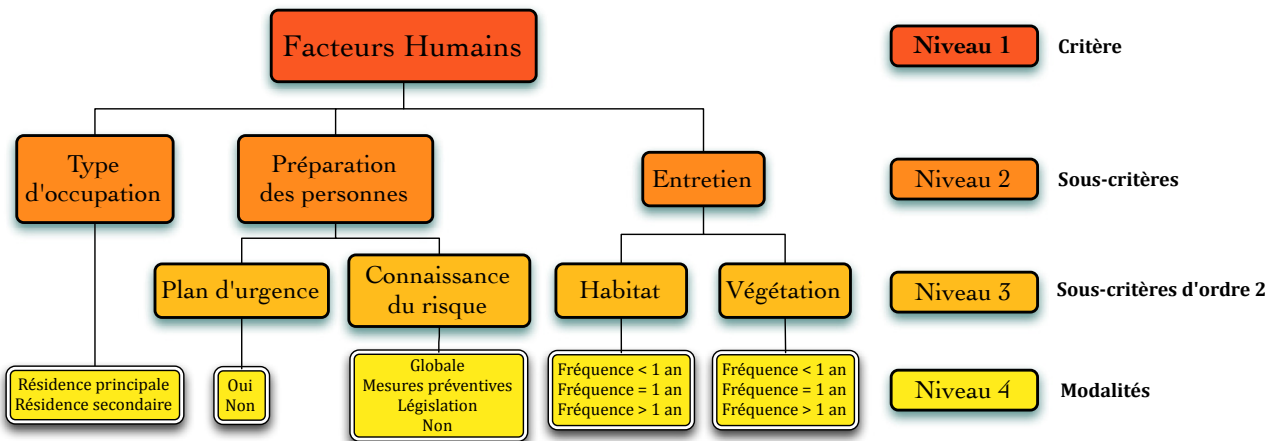 Facteurs Humains
Niveau 1
Critère
Type
d'occupation
Préparation
des personnes
Entretien
Niveau 2
Sous-critères
Plan d'urgence
Connaissance
du risque
Habitat
Végétation
Niveau 3
Sous-critères d'ordre 2
Résidence principale
Résidence secondaire
Oui
Non
Globale
Mesures préventives
Législation
Non
Fréquence < 1 an
Fréquence = 1 an
Fréquence > 1 an
Fréquence < 1 an
Fréquence = 1 an
Fréquence > 1 an
Niveau 4
Modalités